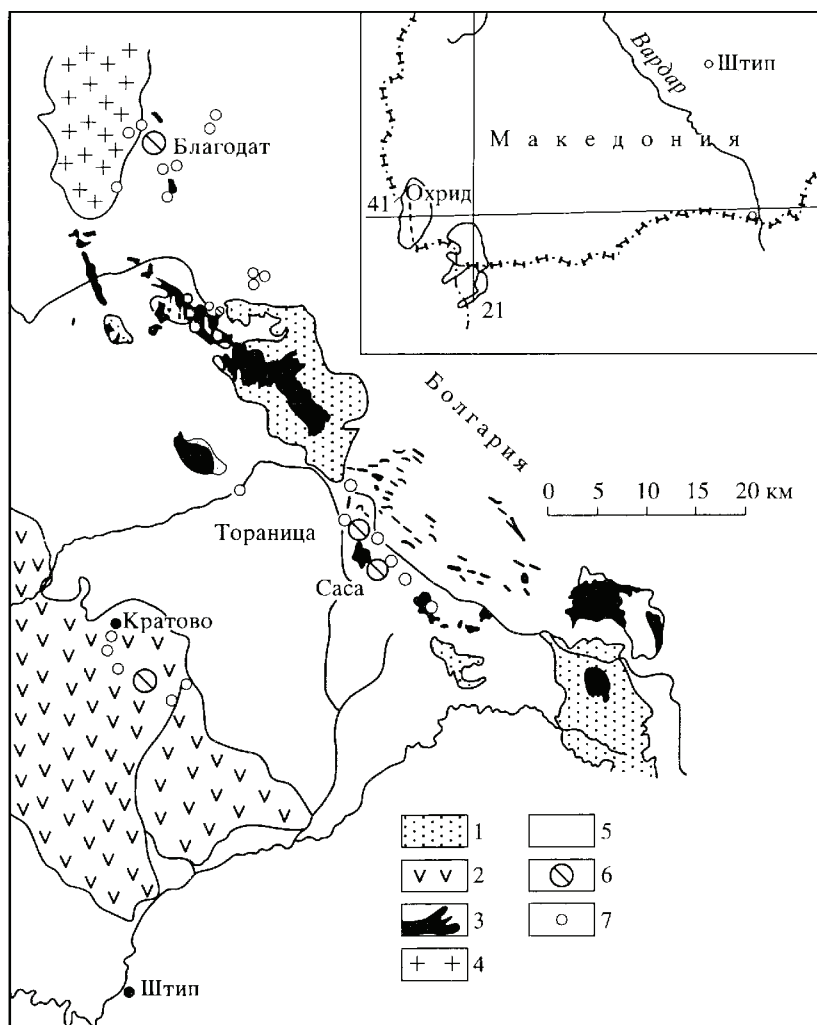 Вардар
Штип
Македония
41
Охрид
21
Благодат
Болгария
0 5 10 15 20 км
Тораница
Саса
Кратово
Штип
1
2
3
4
5
6
7